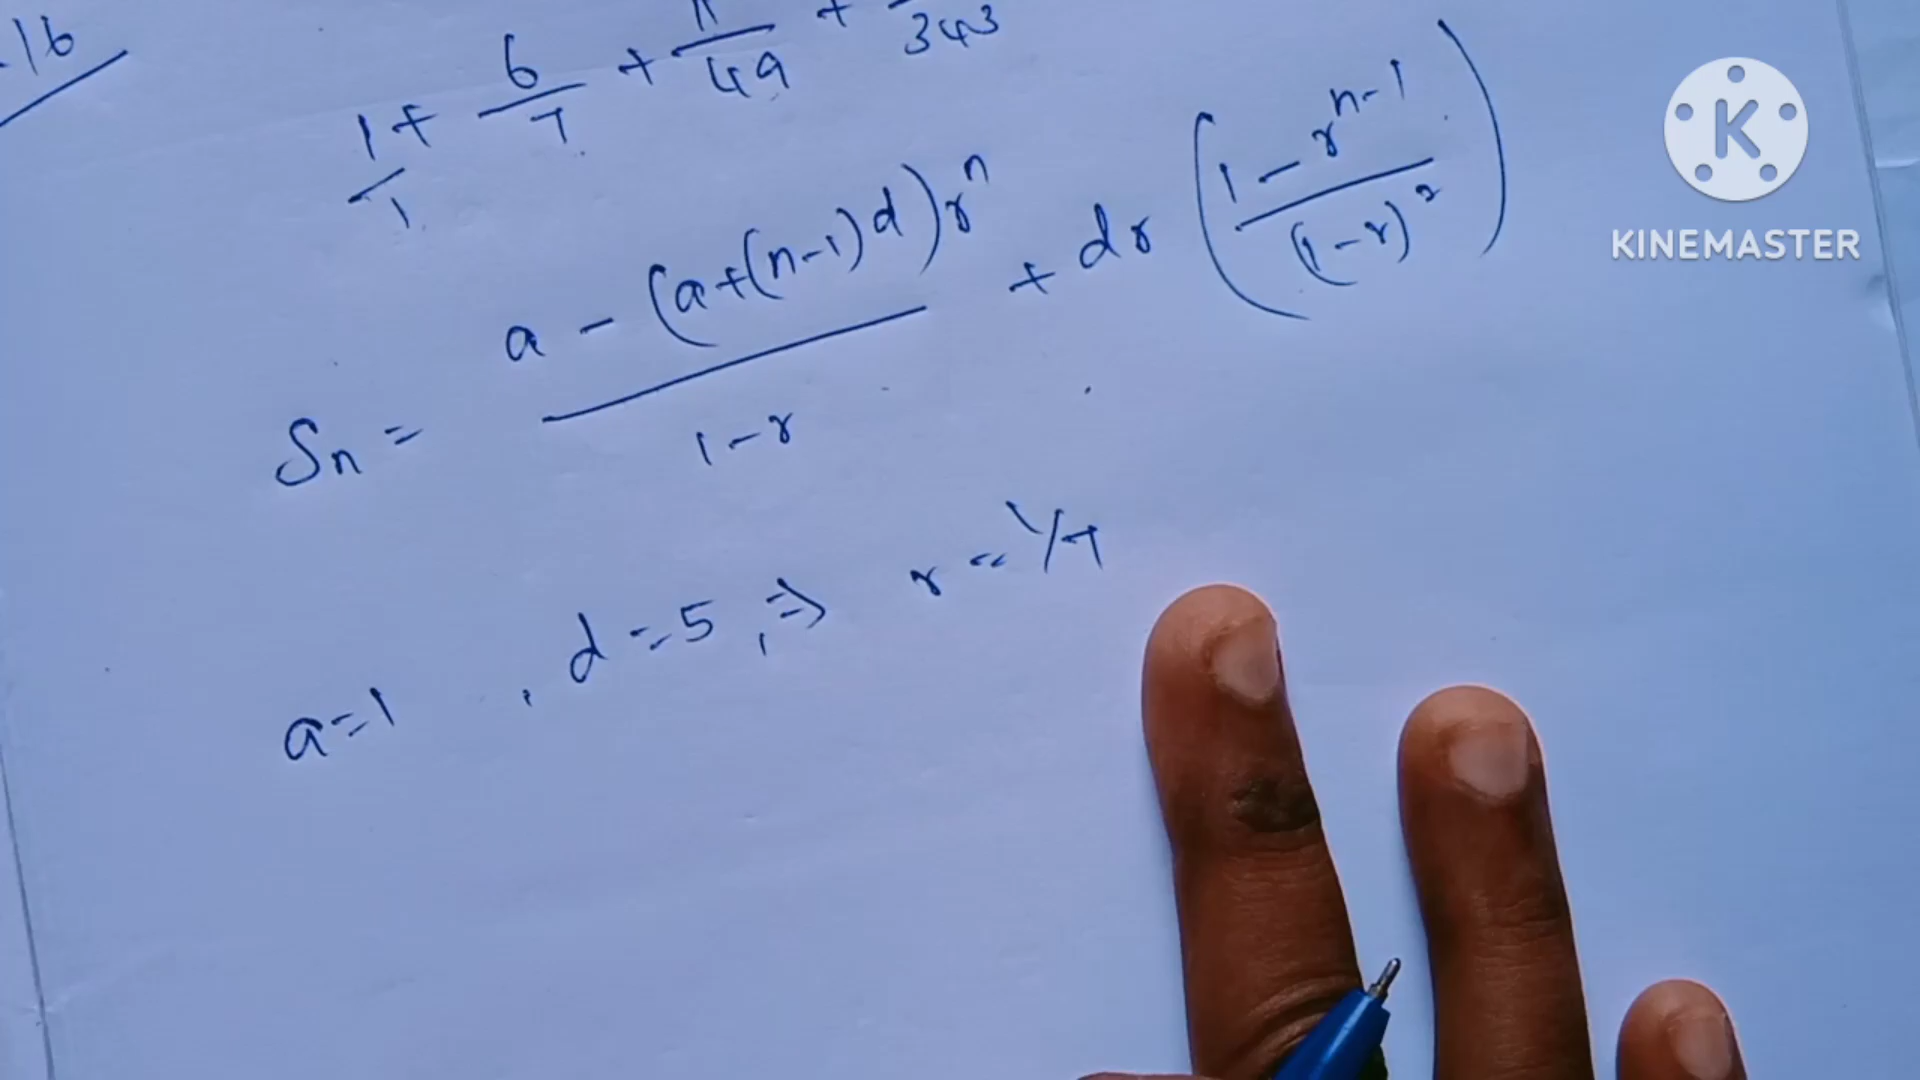 -16
1/1 + 6/7 + 11/49 + /343
Sn = (a - (a+(n-1)d)r^n)/(1-r) + dr((1-r^(n-1))/(1-r)^2)
a=1 , d=5, ⇒ r = 1/7
K
KINEMASTER